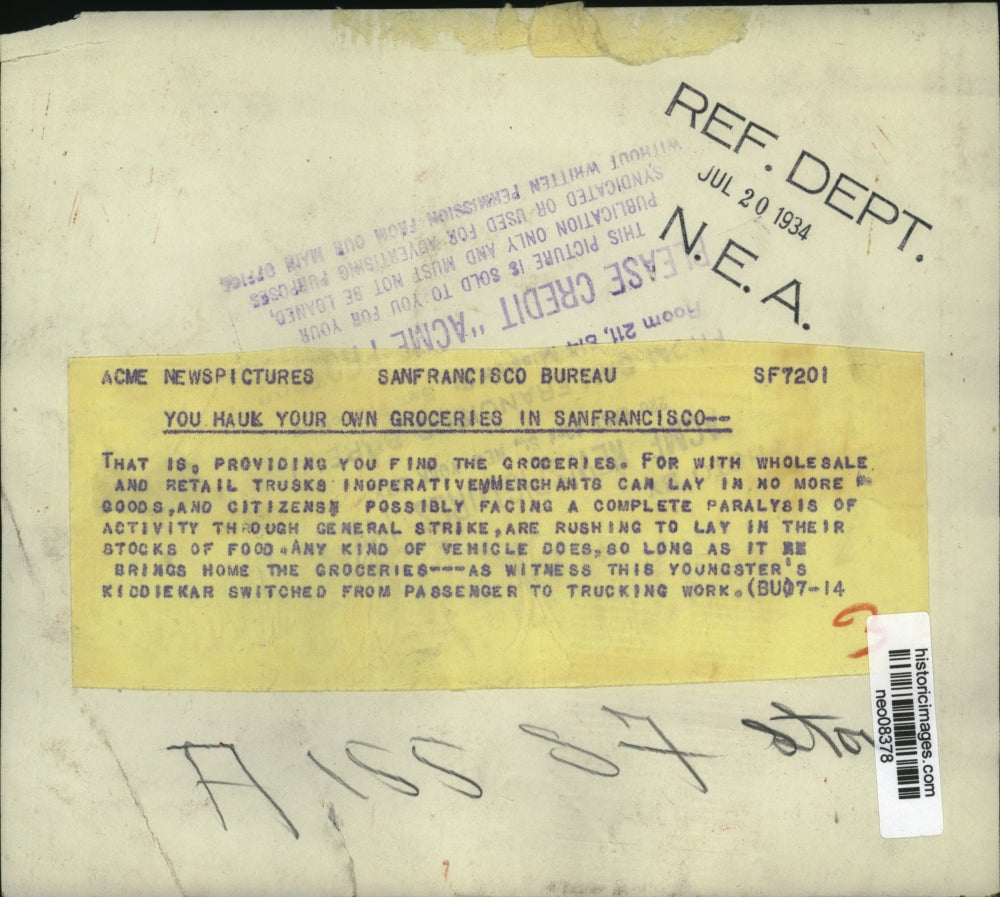 REF. DEPT.
JUL 20 1934
N. E. A.
WITHOUT WRITTEN PERMISSION FROM OUR MAIN OFFICE
SYNDICATED OR USED FOR ADVERTISING PURPOSES
PUBLICATION ONLY AND MUST NOT BE LOANED,
THIS PICTURE IS SOLD TO YOU FOR YOUR
PLEASE CREDIT "ACME
Room 211,
ACME NEWSPICTURES SANFRANCISCO BUREAU SF7201
YOU HAUK YOUR OWN GROCERIES IN SANFRANCISCO--
THAT IS, PROVIDING YOU FIND THE GROCERIES. FOR WITH WHOLESALE
AND RETAIL TRUSKS INOPERATIVE MERCHANTS CAN LAY IN NO MORE
GOODS,AND CITIZENS POSSIBLY FACING A COMPLETE PARALYSIS OF
ACTIVITY THROUGH GENERAL STRIKE,ARE RUSHING TO LAY IN THEIR
STOCKS OF FOOD.ANY KIND OF VEHICLE DOES,SO LONG AS IT
BRINGS HOME THE GROCERIES---AS WITNESS THIS YOUNGSTER'S
KIDDIEKAR SWITCHED FROM PASSENGER TO TRUCKING WORK.(BU)7-14
historicimages.com
neo08378
A 155 87